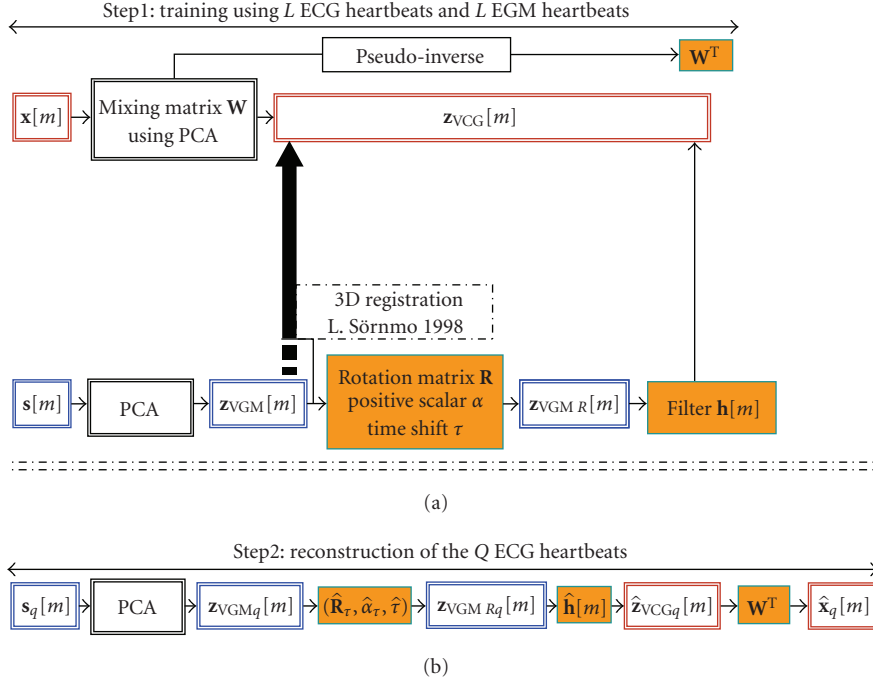 Step1: training using L ECG heartbeats and L EGM heartbeats
Pseudo-inverse
W^T
x[m]
Mixing matrix W
using PCA
z_VCG[m]
3D registration
L. Sörnmo 1998
s[m]
PCA
z_VGM[m]
Rotation matrix R
positive scalar α
time shift τ
z_VGM R[m]
Filter h[m]
(a)
Step2: reconstruction of the Q ECG heartbeats
s_q[m]
PCA
z_VGMq[m]
(R̂_τ, α̂_τ, τ̂)
z_VGM Rq[m]
ĥ[m]
ẑ_VCGq[m]
W^T
x̂_q[m]
(b)